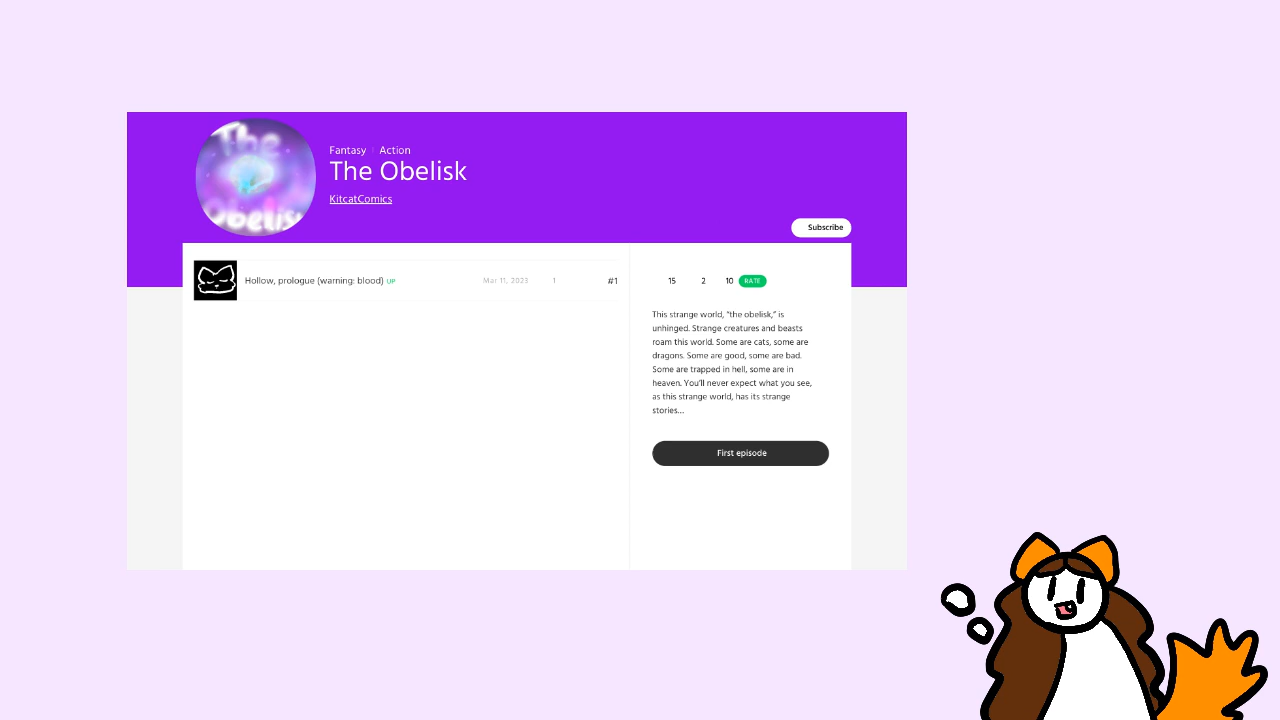 The
Obelis
Fantasy Action
The Obelisk
KitcatComics
Subscribe
Hollow, prologue (warning: blood) UP Mar 11, 2023 1 #1
15 2 10 RATE
This strange world, “the obelisk,” is
unhinged. Strange creatures and beasts
roam this world. Some are cats, some are
dragons. Some are good, some are bad.
Some are trapped in hell, some are in
heaven. You’ll never expect what you see,
as this strange world, has its strange
stories...
First episode